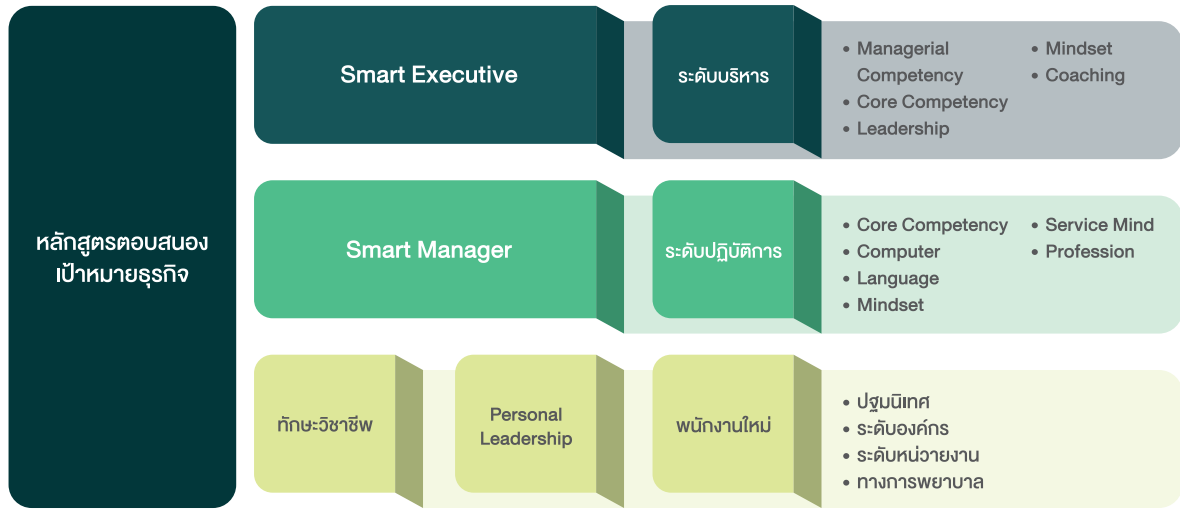 หลักสูตรตอบสนอง
เป้าหมายธุรกิจ
Smart Executive
ระดับบริหาร
• Managerial
Competency
• Core Competency
• Leadership
• Mindset
• Coaching
Smart Manager
ระดับปฏิบัติการ
• Core Competency
• Computer
• Language
• Mindset
• Service Mind
• Profession
ทักษะวิชาชีพ
Personal
Leadership
พนักงานใหม่
• ปฐมนิเทศ
• ระดับองค์กร
• ระดับหน่วายงาน
• ทางการพยาบาล